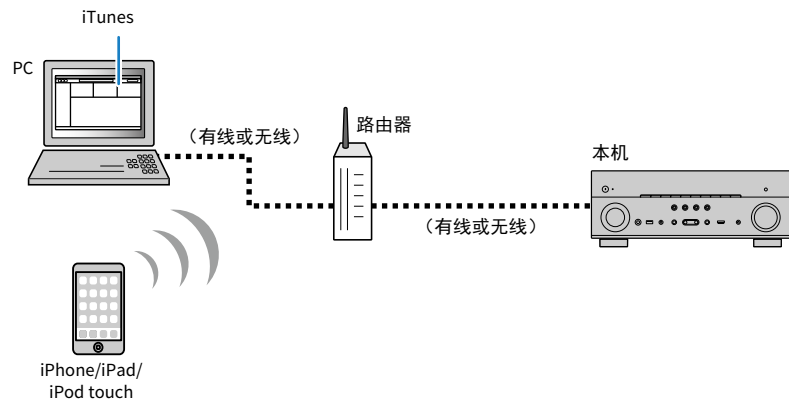 iTunes
PC
（有线或无线）
路由器
本机
（有线或无线）
iPhone/iPad/
iPod touch